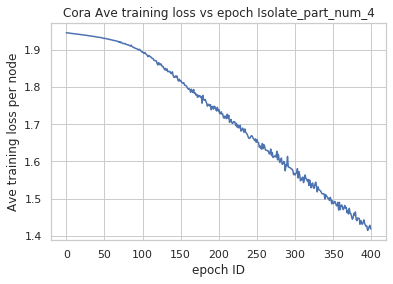 Cora Ave training loss vs epoch Isolate_part_num_4
Ave training loss per node
1.9
1.8
1.7
1.6
1.5
1.4
0 50 100 150 200 250 300 350 400
epoch ID